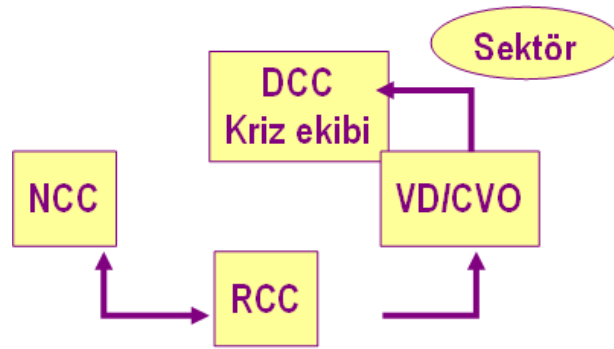 Sektör
DCC
Kriz ekibi
NCC
VD/CVO
RCC